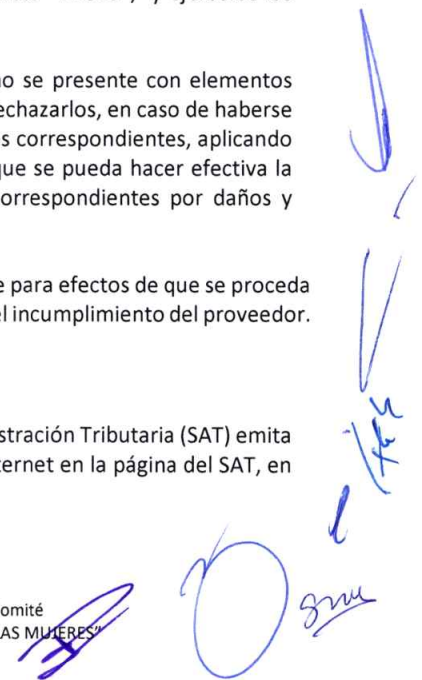 no se presente con elementos
echazarlos, en caso de haberse
s correspondientes, aplicando
que se pueda hacer efectiva la
orrespondientes por daños y
e para efectos de que se proceda
el incumplimiento del proveedor.
stración Tributaria (SAT) emita
ternet en la página del SAT, en
omité
AS MUJERES"